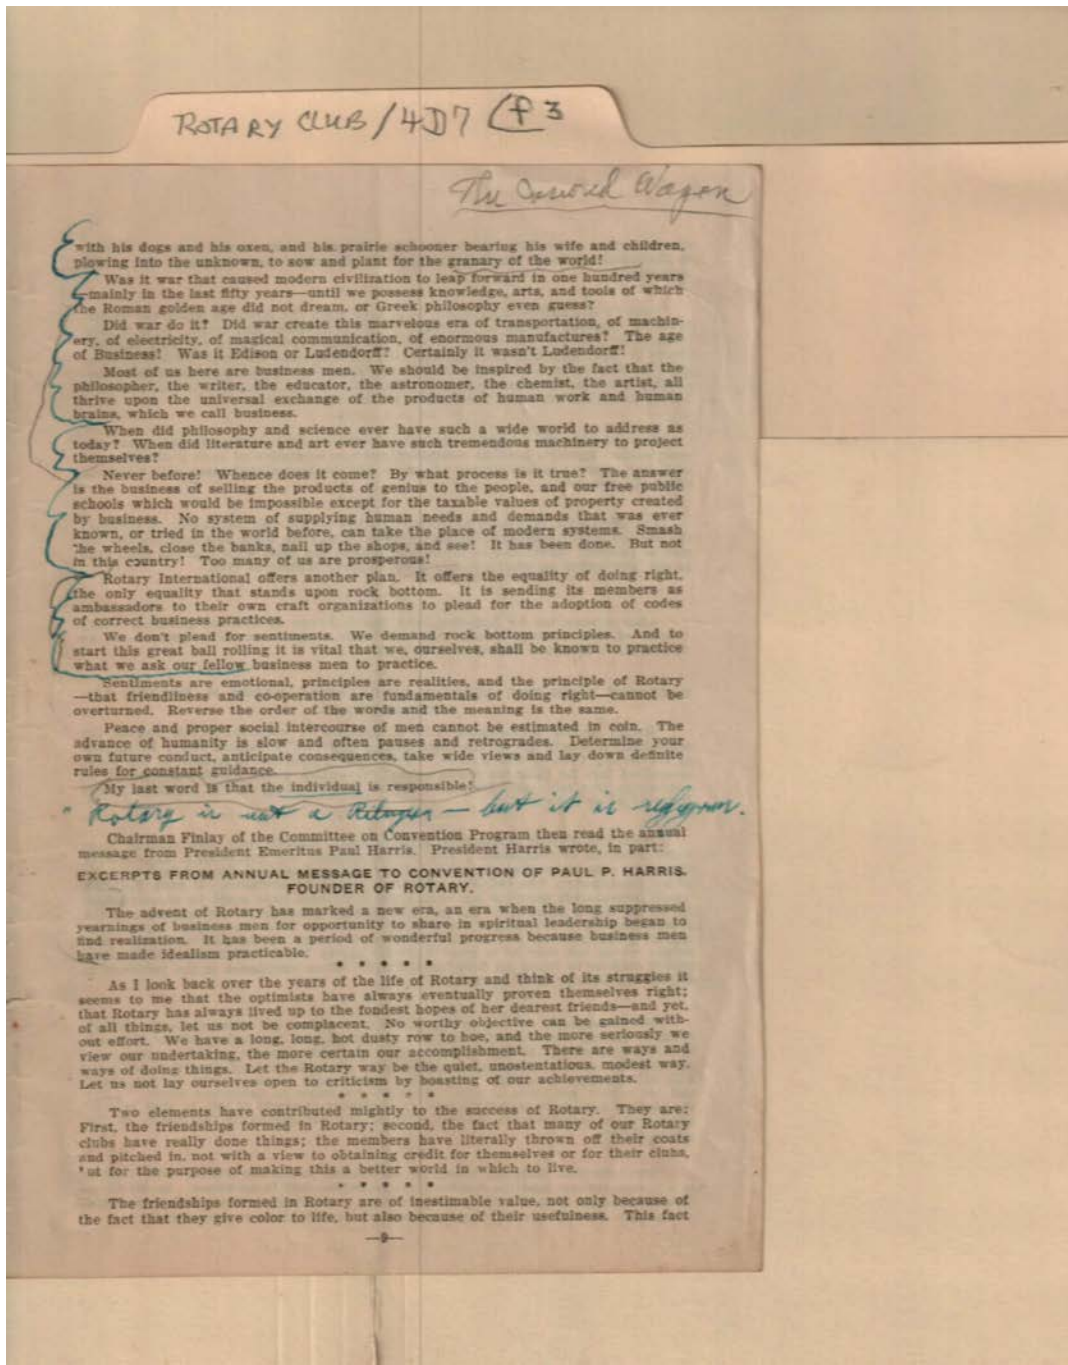 ROTARY CLUB/4D7 f3
The Covered Wagon
with his dogs and his oxen, and his prairie schooner bearing his wife and children,
plowing into the unknown, to sow and plant for the granary of the world!
Was it war that caused modern civilization to leap forward in one hundred years
—mainly in the last fifty years—until we possess knowledge, arts, and tools of which
the Roman golden age did not dream, or Greek philosophy even guess?
Did war do it? Did war create this marvelous era of transportation, of machin-
ery, of electricity, of magical communication, of enormous manufactures? The age
of Business! Was it Edison or Ludendorff? Certainly it wasn't Ludendorff!
Most of us here are business men. We should be inspired by the fact that the
philosopher, the writer, the educator, the astronomer, the chemist, the artist, all
thrive upon the universal exchange of the products of human work and human
brains, which we call business.
When did philosophy and science ever have such a wide world to address as
today? When did literature and art ever have such tremendous machinery to project
themselves?
Never before! Whence does it come? By what process is it true? The answer
is the business of selling the products of genius to the people, and our free public
schools which would be impossible except for the taxable values of property created
by business. No system of supplying human needs and demands that was ever
known, or tried in the world before, can take the place of modern systems. Smash
the wheels, close the banks, nail up the shops, and see! It has been done. But not
in this country! Too many of us are prosperous!
Rotary International offers another plan. It offers the equality of doing right,
the only equality that stands upon rock bottom. It is sending its members as
ambassadors to their own craft organizations to plead for the adoption of codes
of correct business practices.
We don't plead for sentiments. We demand rock bottom principles. And to
start this great ball rolling it is vital that we, ourselves, shall be known to practice
what we ask our fellow business men to practice.
Sentiments are emotional, principles are realities, and the principle of Rotary
—that friendliness and co-operation are fundamentals of doing right—cannot be
overturned. Reverse the order of the words and the meaning is the same.
Peace and proper social intercourse of men cannot be estimated in coin. The
advance of humanity is slow and often pauses and retrogrades. Determine your
own future conduct, anticipate consequences, take wide views and lay down definite
rules for constant guidance.
My last word is that the individual is responsible!
" Rotary is not a Religion — but it is religion.
Chairman Finlay of the Committee on Convention Program then read the annual
message from President Emeritus Paul Harris. President Harris wrote, in part:
EXCERPTS FROM ANNUAL MESSAGE TO CONVENTION OF PAUL P. HARRIS,
FOUNDER OF ROTARY.
The advent of Rotary has marked a new era, an era when the long suppressed
yearnings of business men for opportunity to share in spiritual leadership began to
find realization. It has been a period of wonderful progress because business men
have made idealism practicable.
* * * * *
As I look back over the years of the life of Rotary and think of its struggles it
seems to me that the optimists have always eventually proven themselves right;
that Rotary has always lived up to the fondest hopes of her dearest friends—and yet,
of all things, let us not be complacent. No worthy objective can be gained with-
out effort. We have a long, long, hot dusty row to hoe, and the more seriously we
view our undertaking, the more certain our accomplishment. There are ways and
ways of doing things. Let the Rotary way be the quiet, unostentatious, modest way.
Let us not lay ourselves open to criticism by boasting of our achievements.
* * * * *
Two elements have contributed mightly to the success of Rotary. They are:
First, the friendships formed in Rotary; second, the fact that many of our Rotary
clubs have really done things; the members have literally thrown off their coats
and pitched in, not with a view to obtaining credit for themselves or for their clubs,
but for the purpose of making this a better world in which to live.
* * * * *
The friendships formed in Rotary are of inestimable value, not only because of
the fact that they give color to life, but also because of their usefulness. This fact
—9—